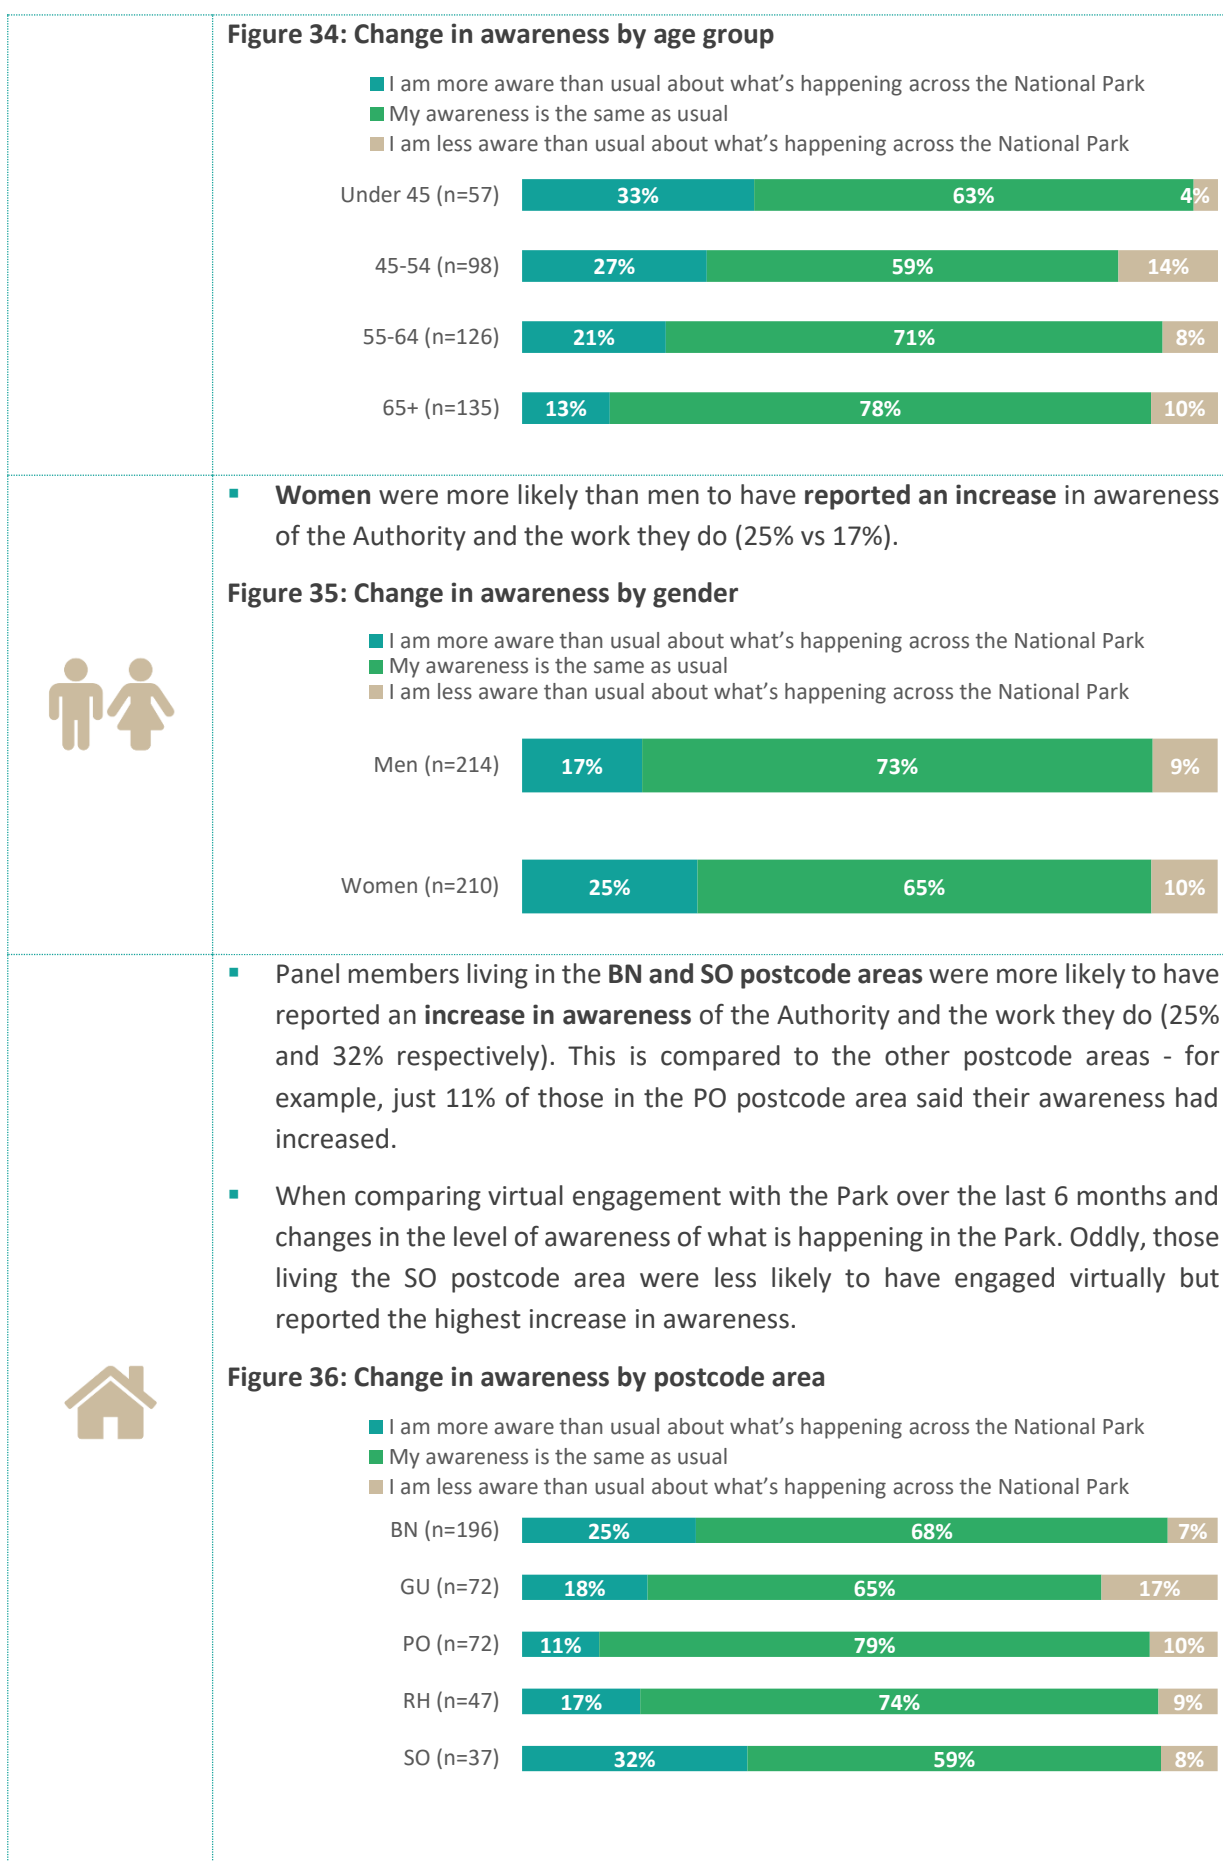 Figure 34: Change in awareness by age group
I am more aware than usual about what's happening across the National Park
My awareness is the same as usual
I am less aware than usual about what's happening across the National Park
Under 45 (n=57) 33% 63% 4%
45-54 (n=98) 27% 59% 14%
55-64 (n=126) 21% 71% 8%
65+ (n=135) 13% 78% 10%
▪ Women were more likely than men to have reported an increase in awareness
of the Authority and the work they do (25% vs 17%).
Figure 35: Change in awareness by gender
I am more aware than usual about what's happening across the National Park
My awareness is the same as usual
I am less aware than usual about what's happening across the National Park
Men (n=214) 17% 73% 9%
Women (n=210) 25% 65% 10%
▪ Panel members living in the BN and SO postcode areas were more likely to have
reported an increase in awareness of the Authority and the work they do (25%
and 32% respectively). This is compared to the other postcode areas - for
example, just 11% of those in the PO postcode area said their awareness had
increased.
▪ When comparing virtual engagement with the Park over the last 6 months and
changes in the level of awareness of what is happening in the Park. Oddly, those
living the SO postcode area were less likely to have engaged virtually but
reported the highest increase in awareness.
Figure 36: Change in awareness by postcode area
I am more aware than usual about what's happening across the National Park
My awareness is the same as usual
I am less aware than usual about what's happening across the National Park
BN (n=196) 25% 68% 7%
GU (n=72) 18% 65% 17%
PO (n=72) 11% 79% 10%
RH (n=47) 17% 74% 9%
SO (n=37) 32% 59% 8%